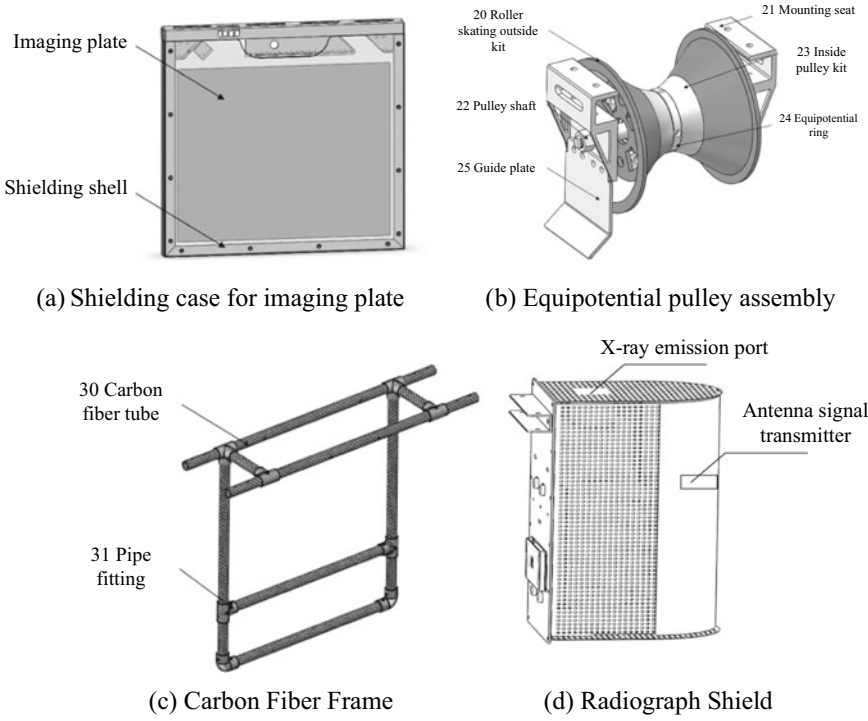 Imaging plate
Shielding shell
(a) Shielding case for imaging plate
20 Roller
skating outside
kit
21 Mounting seat
23 Inside
pulley kit
22 Pulley shaft
24 Equipotential
ring
25 Guide plate
(b) Equipotential pulley assembly
30 Carbon
fiber tube
31 Pipe
fitting
(c) Carbon Fiber Frame
X-ray emission port
Antenna signal
transmitter
(d) Radiograph Shield